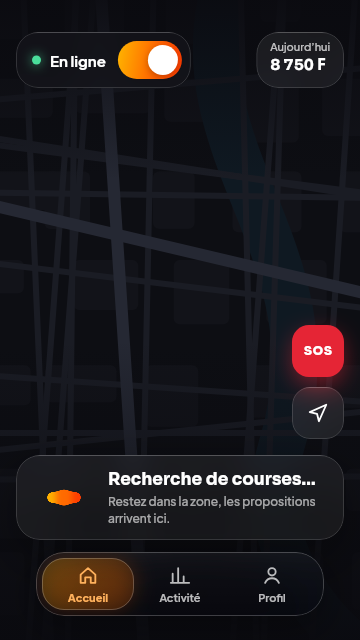 En ligne
Aujourd'hui
8 750 F
SOS
Recherche de courses...
Restez dans la zone, les propositions
arrivent ici.
Accueil
Activité
Profil